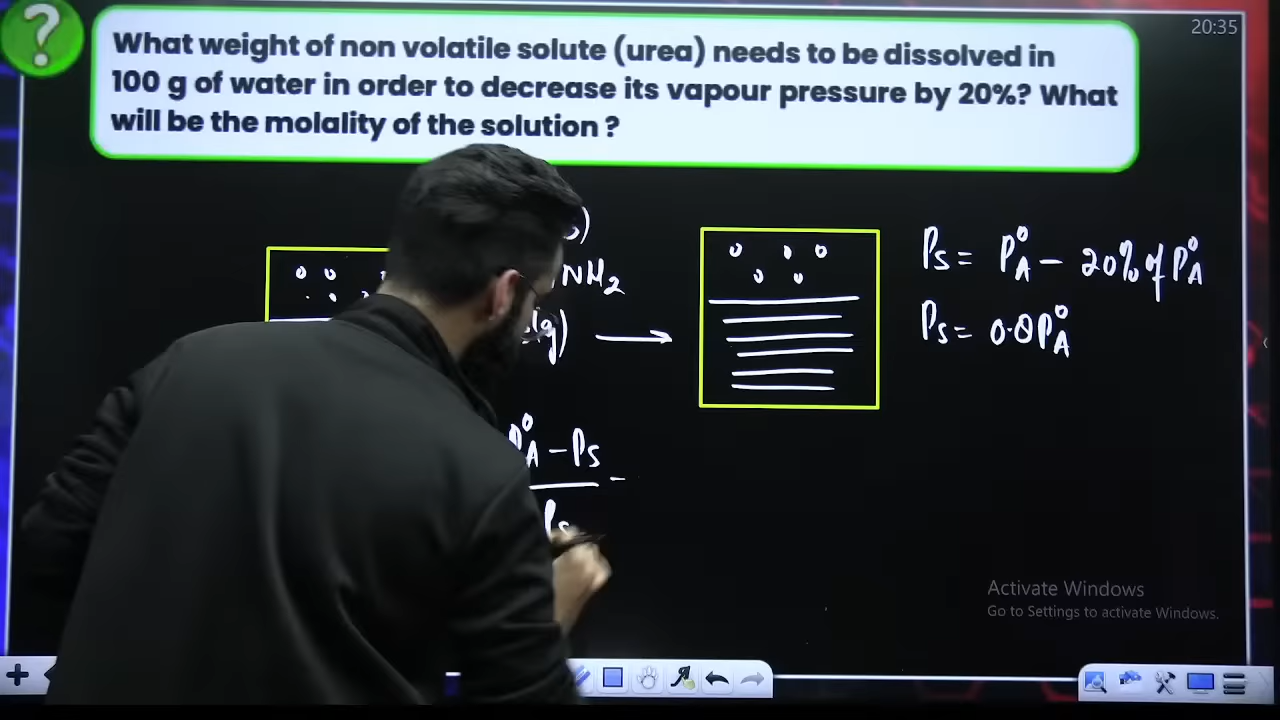 20:35
?
What weight of non volatile solute (urea) needs to be dissolved in
100 g of water in order to decrease its vapour pressure by 20%? What
will be the molality of the solution ?
NH₂
Ps = P°A − 20% of P°A
Ps = 0.8P°A
P°A − Ps
Ps
Activate Windows
Go to Settings to activate Windows.